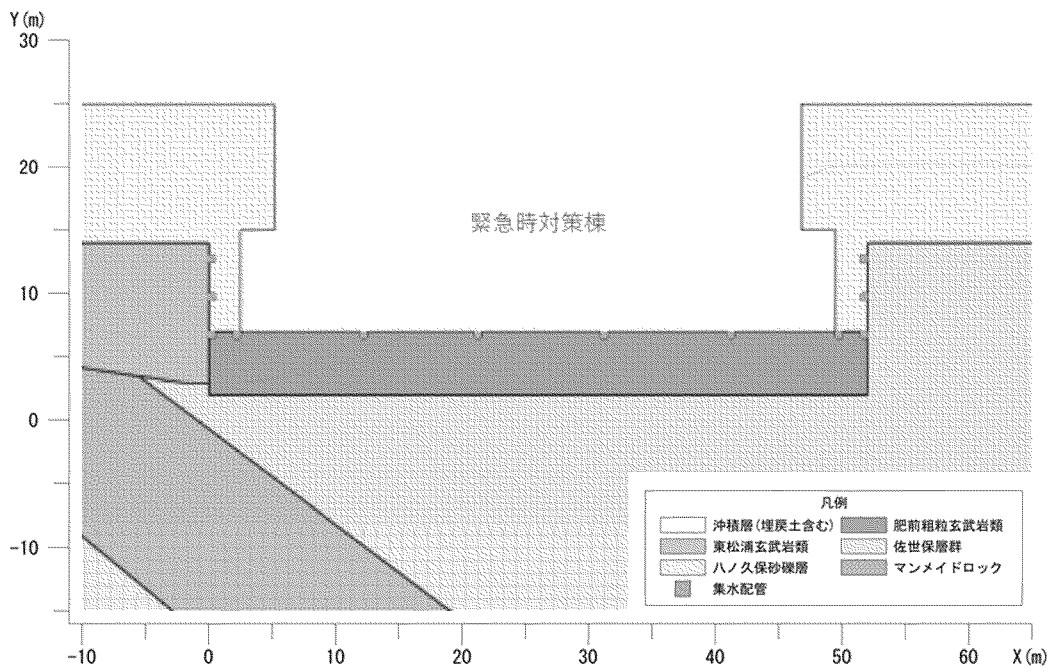 Y(m)
30
20
10
0
-10
緊急時対策棟
凡例
沖積層(埋戻土含む)
肥前粗粒玄武岩類
東松浦玄武岩類
佐世保層群
八ノ久保砂礫層
マンメイドロック
集水配管
-10 0 10 20 30 40 50 60 X(m)